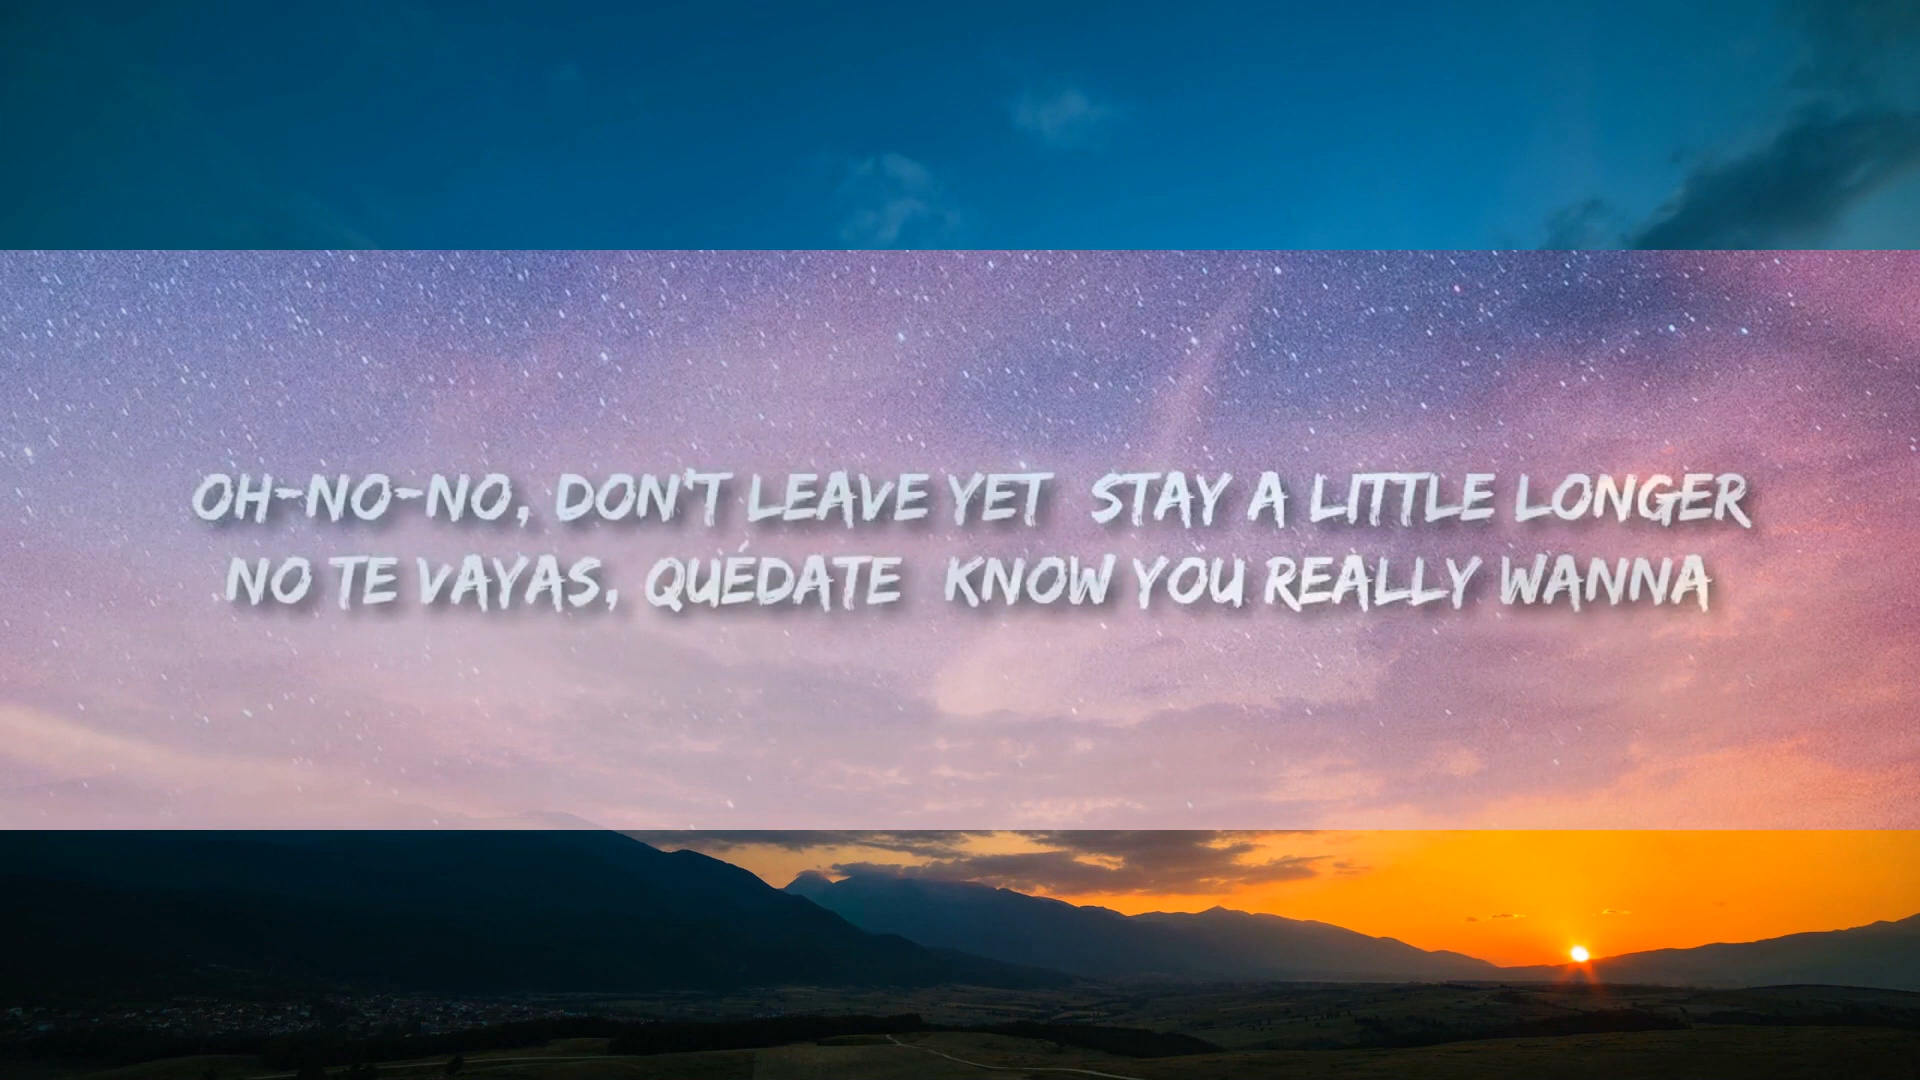 OH-NO-NO, DON'T LEAVE YET  STAY A LITTLE LONGER
NO TE VAYAS, QUÉDATE  KNOW YOU REALLY WANNA